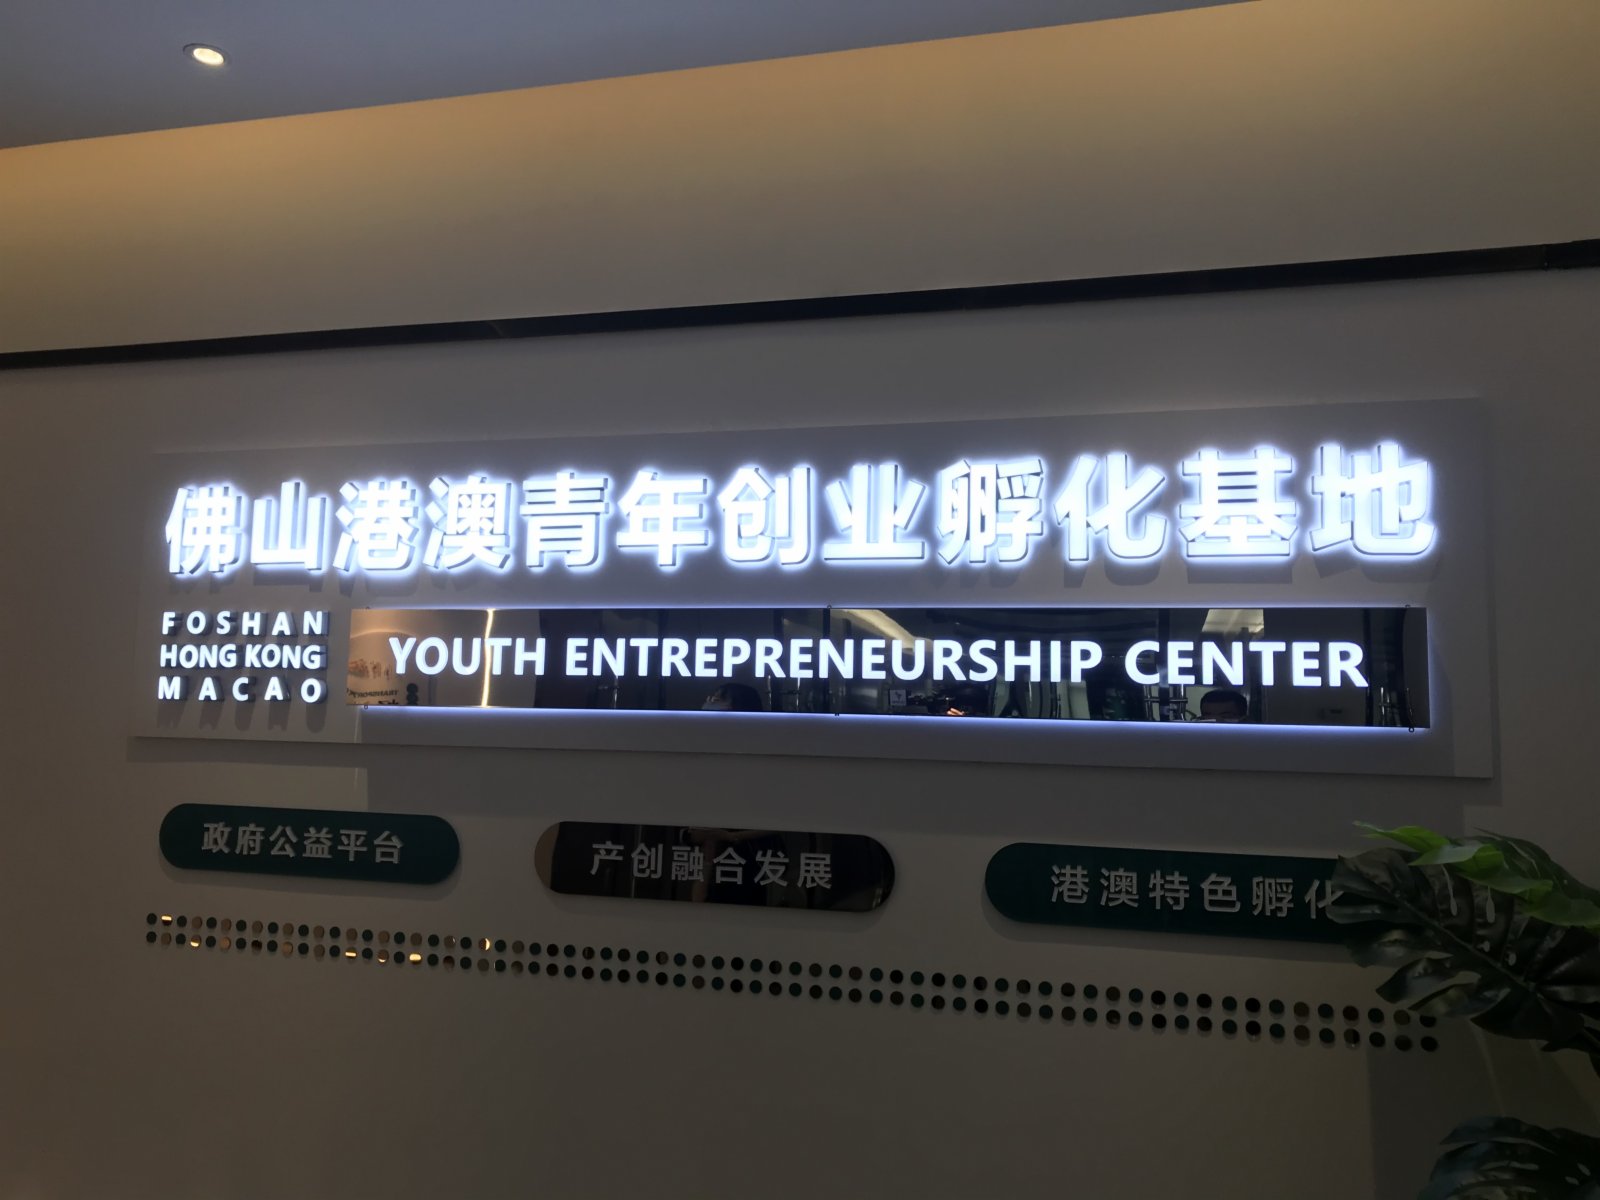 佛山港澳青年创业孵化基地
FOSHAN
HONG KONG
MACAO
YOUTH ENTREPRENEURSHIP CENTER
政府公益平台
产创融合发展
港澳特色孵化